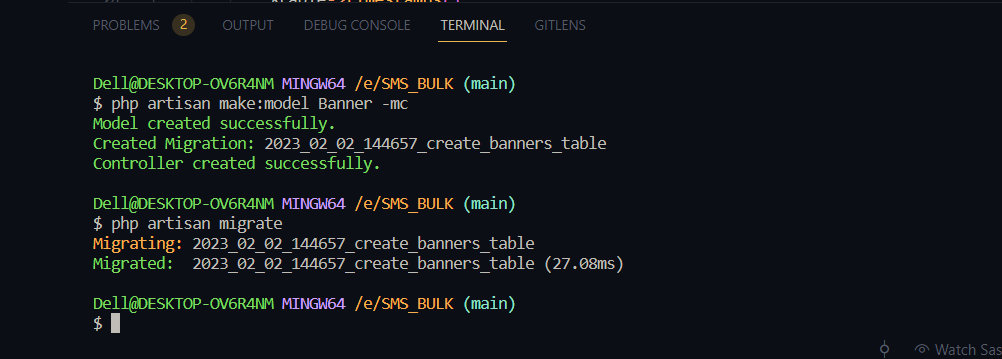 PROBLEMS 2 OUTPUT DEBUG CONSOLE TERMINAL GITLENS
Dell@DESKTOP-OV6R4NM MINGW64 /e/SMS_BULK (main)
$ php artisan make:model Banner -mc
Model created successfully.
Created Migration: 2023_02_02_144657_create_banners_table
Controller created successfully.
Dell@DESKTOP-OV6R4NM MINGW64 /e/SMS_BULK (main)
$ php artisan migrate
Migrating: 2023_02_02_144657_create_banners_table
Migrated:  2023_02_02_144657_create_banners_table (27.08ms)
Dell@DESKTOP-OV6R4NM MINGW64 /e/SMS_BULK (main)
$
Watch Sas